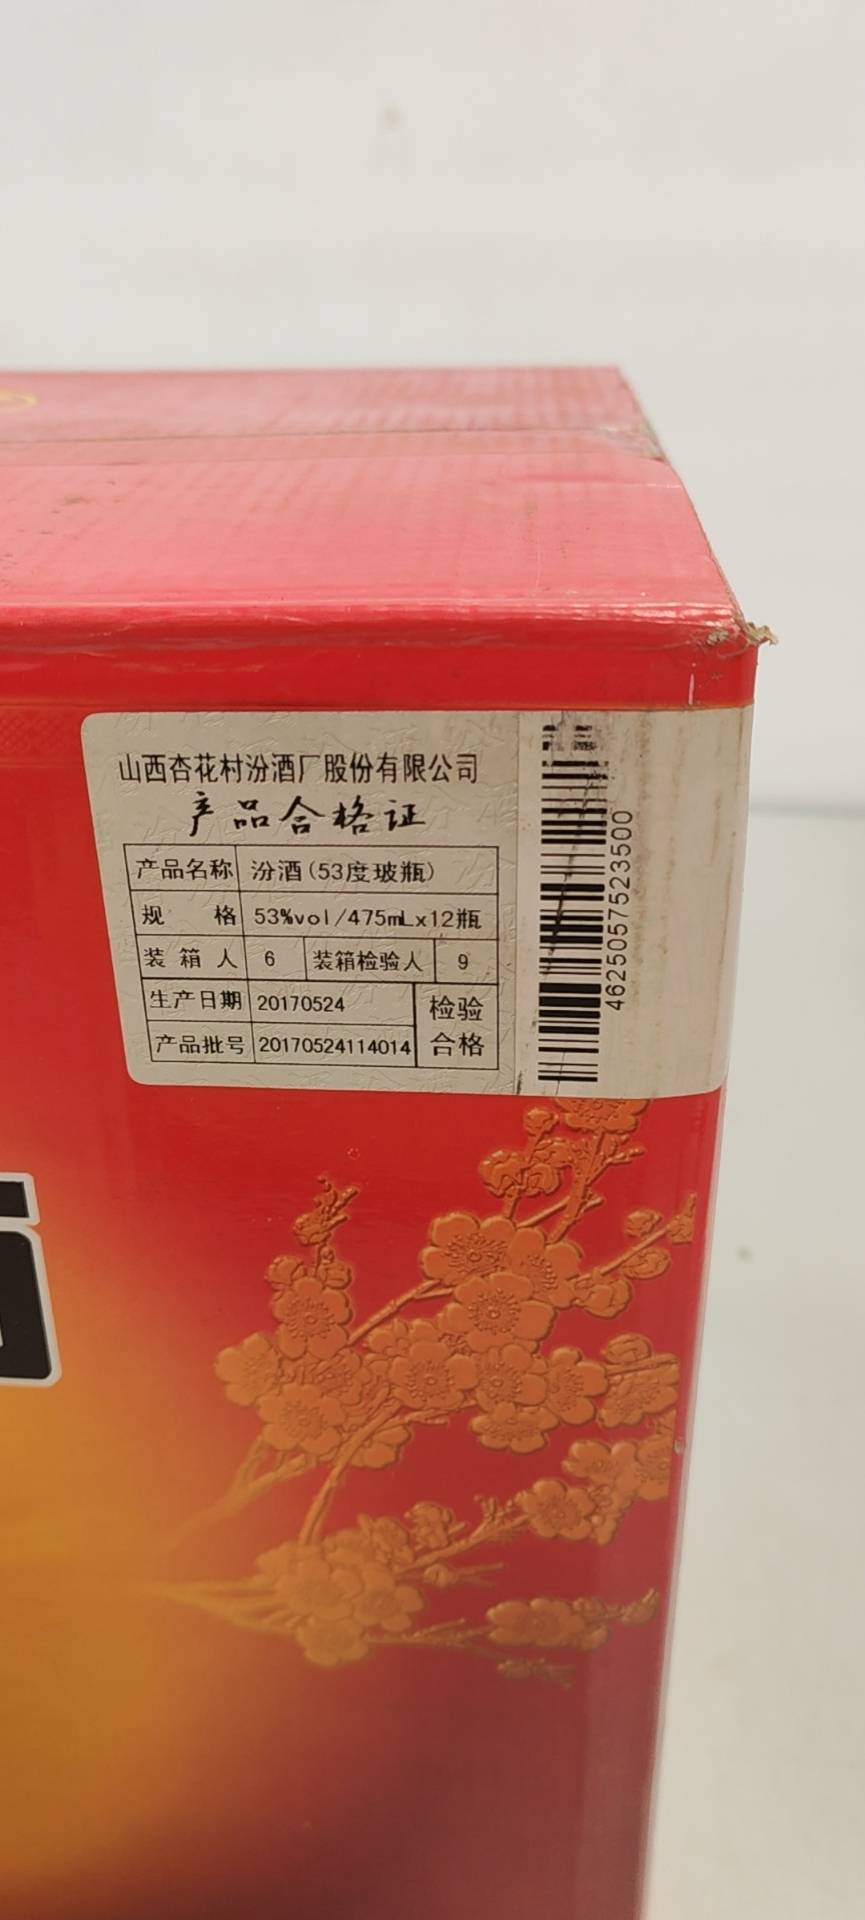 山西杏花村汾酒厂股份有限公司
产品合格证
产品名称 汾酒(53度玻瓶)
规格 53%vol/475mLx12瓶
装箱人 6 装箱检验人 9
生产日期 20170524 检验
产品批号 20170524114014 合格
4625057523500